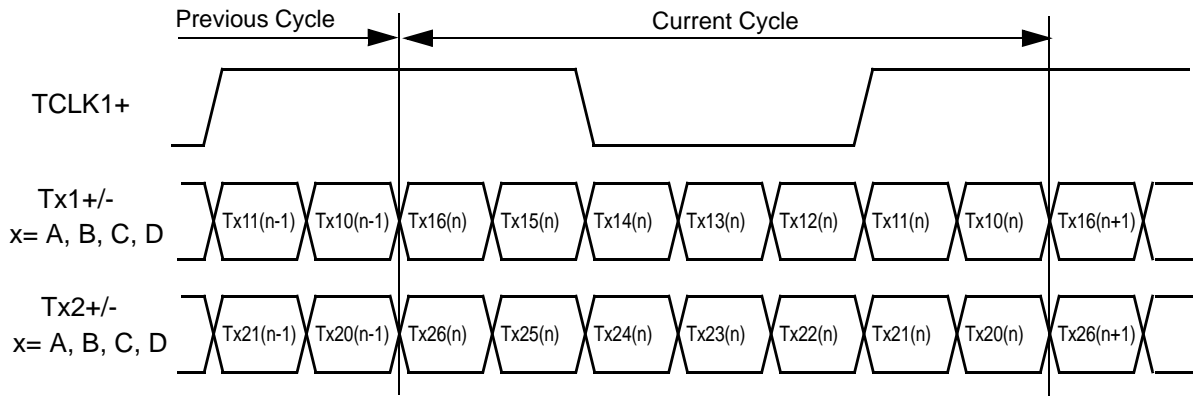 Previous Cycle
Current Cycle
TCLK1+
Tx1+/-
x= A, B, C, D
Tx11(n-1) Tx10(n-1) Tx16(n) Tx15(n) Tx14(n) Tx13(n) Tx12(n) Tx11(n) Tx10(n) Tx16(n+1)
Tx2+/-
x= A, B, C, D
Tx21(n-1) Tx20(n-1) Tx26(n) Tx25(n) Tx24(n) Tx23(n) Tx22(n) Tx21(n) Tx20(n) Tx26(n+1)